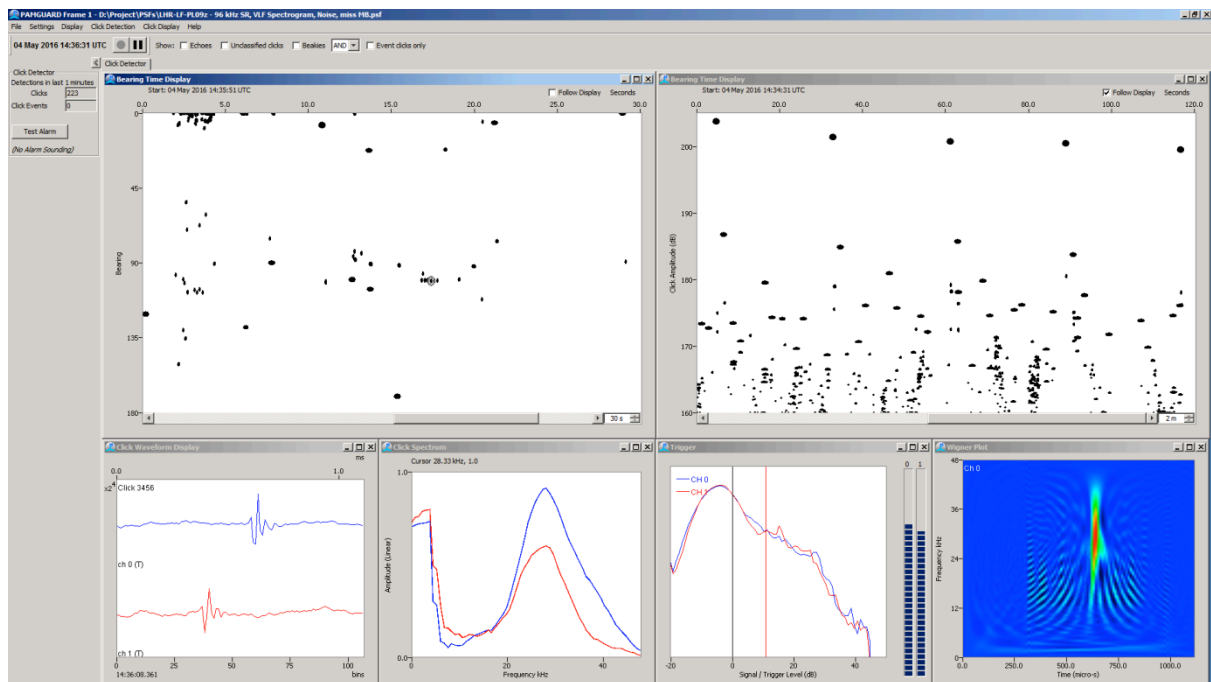 PAMGUARD Frame 1 - D:\Project\PSFs\LHR-LF-PL09z - 96 kHz SR, VLF Spectrogram, Noise, miss MB.psf
File Settings Display Click Detection Click Display Help
04 May 2016 14:36:31 UTC Show: Echoes Unclassified clicks Beakies AND Event clicks only
Click Detector
Click Detector
Detections in last 1 minutes
Clicks 223
Click Events 0
Test Alarm
(No Alarm Sounding)
Bearing Time Display
Start: 04 May 2016 14:35:51 UTC Follow Display Seconds
0.0 5.0 10.0 15.0 20.0 25.0 30.0
0
45
90
135
180
Bearing
30 s
Bearing Time Display
Start: 04 May 2016 14:34:31 UTC Follow Display Seconds
0.0 20.0 40.0 60.0 80.0 100.0 120.0
200
190
180
170
160
Click Amplitude (dB)
2 m
Click Waveform Display
ms
0.0 1.0
x2^4 Click 3456
ch 0 (T)
ch 1 (T)
0 25 50 75 100
14:36:08.361 bins
Click Spectrum
Cursor 28.33 kHz, 1.0
1.0
Amplitude (Linear)
0.0
0 20 40
Frequency kHz
Trigger
CH 0
CH 1
0 1
-20 0 20 40
Signal / Trigger Level (dB)
Wigner Plot
Ch 0
48
36
24
12
0
Frequency kHz
0.0 250.0 500.0 750.0 1000.0
Time (micro-s)